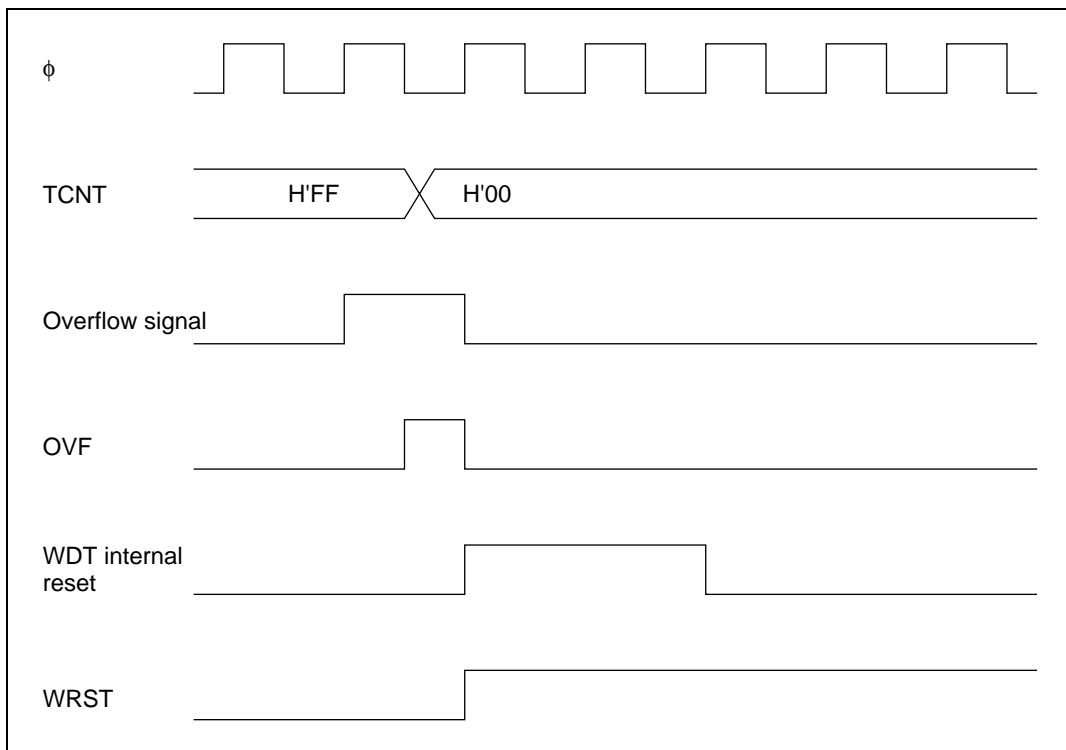 ϕ
TCNT
H'FF
H'00
Overflow signal
OVF
WDT internal
reset
WRST